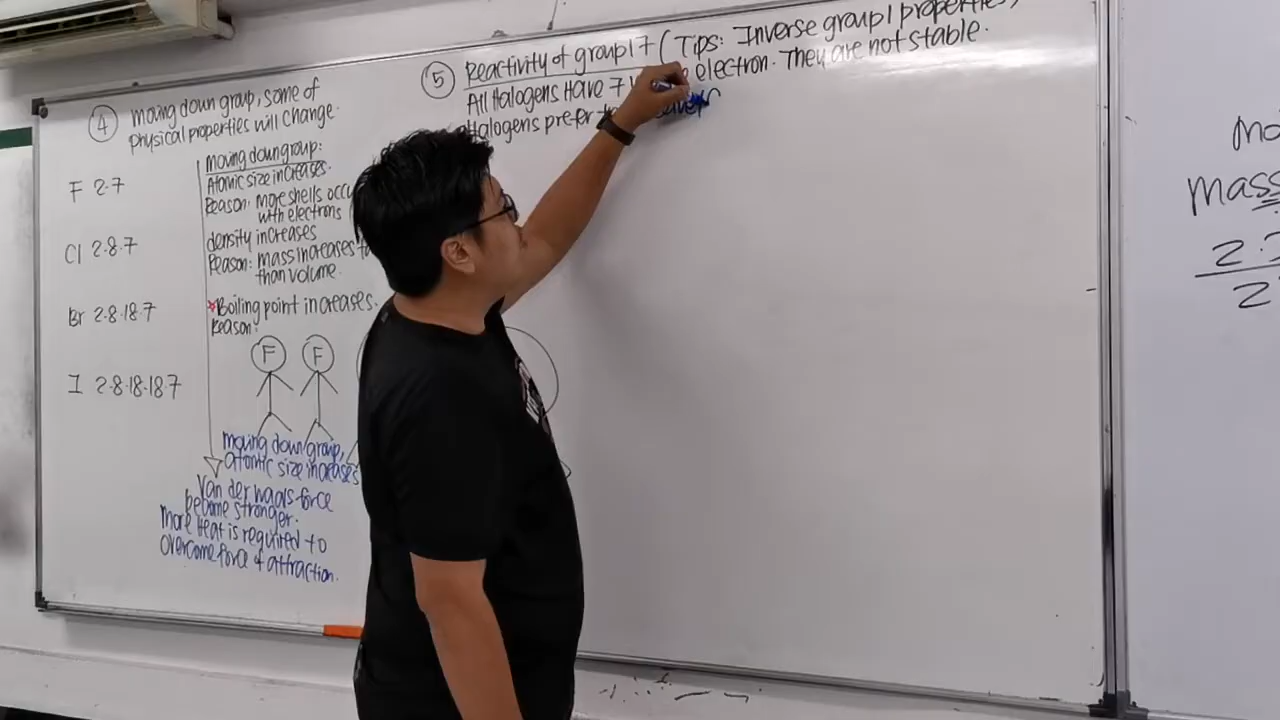 4 moving down group, some of
physical properties will change.
F 2.7
Cl 2.8.7
Br 2.8.18.7
I 2.8.18.18.7
moving down group:
Atomic size increases.
Reason: more shells
with electrons
density increases
Reason: mass increases
than volume.
*Boiling point increases.
Reason:
F F
moving down group,
atomic size increases
Van der waals force
become stronger.
more Heat is required to
overcome force of attraction.
5 Reactivity of group 17 (Tips: Inverse group 1 properties)
All Halogens Have 7 electron. They are not stable.
Halogens prefer
mass